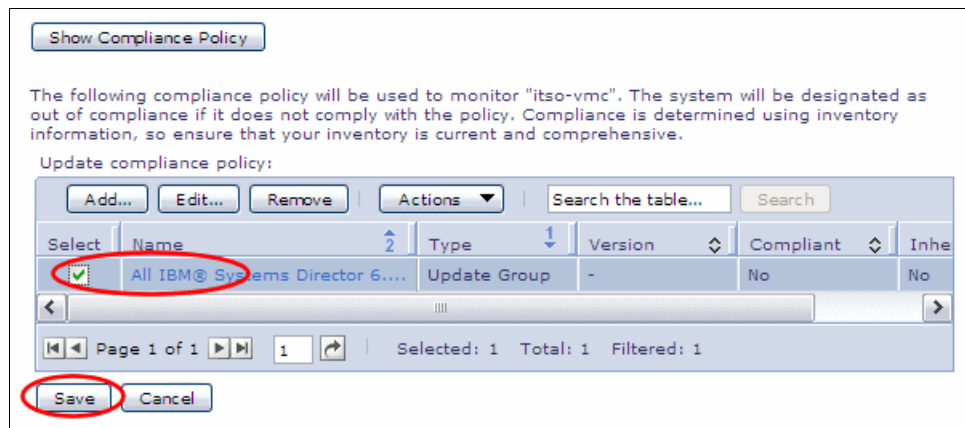 Show Compliance Policy
The following compliance policy will be used to monitor "itso-vmc". The system will be designated as
out of compliance if it does not comply with the policy. Compliance is determined using inventory
information, so ensure that your inventory is current and comprehensive.
Update compliance policy:
Add... Edit... Remove Actions Search the table... Search
Select Name 2 Type 1 Version Compliant Inhe
All IBM® Systems Director 6.... Update Group - No No
Page 1 of 1 1 Selected: 1 Total: 1 Filtered: 1
Save Cancel